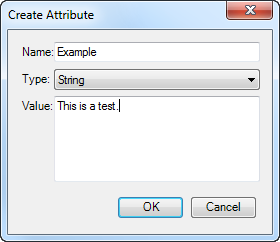 Create Attribute
Name: Example
Type: String
Value: This is a test.
OK Cancel